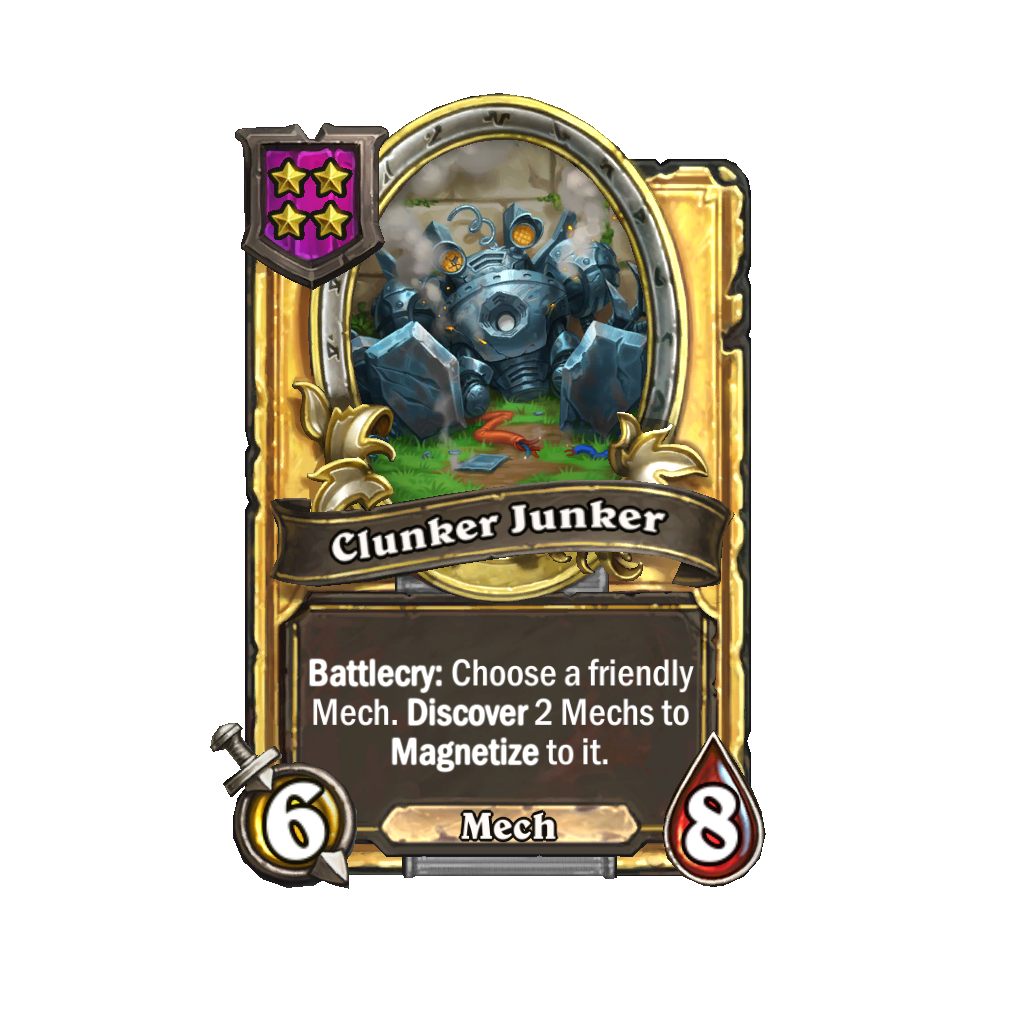 Clunker Junker
Battlecry: Choose a friendly
Mech. Discover 2 Mechs to
Magnetize to it.
6
Mech
8